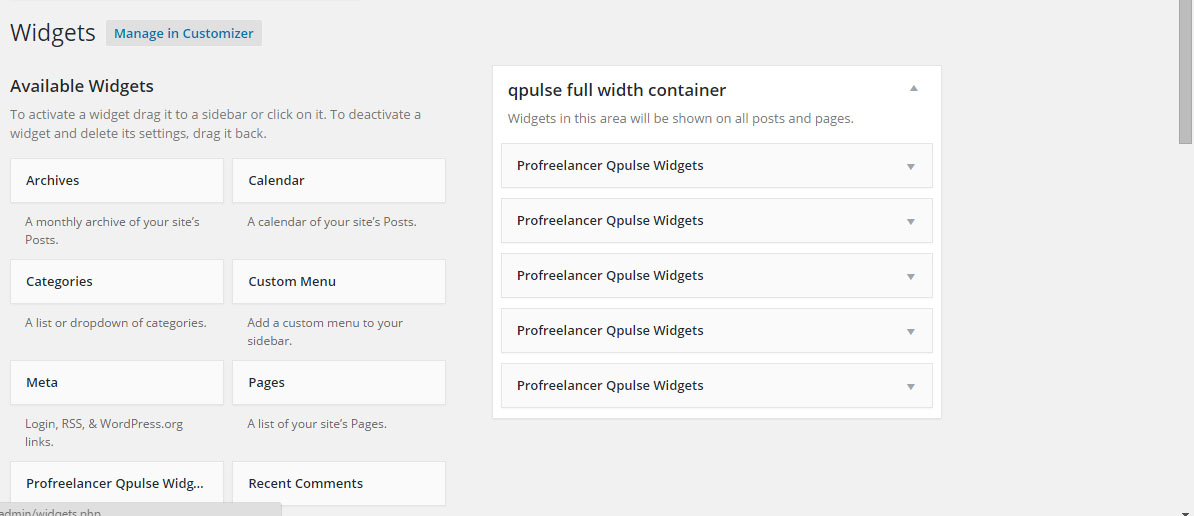 Widgets
Manage in Customizer
Available Widgets
To activate a widget drag it to a sidebar or click on it. To deactivate a
widget and delete its settings, drag it back.
Archives
Calendar
A monthly archive of your site's
Posts.
A calendar of your site's Posts.
Categories
Custom Menu
A list or dropdown of categories.
Add a custom menu to your
sidebar.
Meta
Pages
Login, RSS, & WordPress.org
links.
A list of your site's Pages.
Profreelancer Qpulse Widg...
Recent Comments
admin/widgets.php
qpulse full width container
Widgets in this area will be shown on all posts and pages.
Profreelancer Qpulse Widgets
Profreelancer Qpulse Widgets
Profreelancer Qpulse Widgets
Profreelancer Qpulse Widgets
Profreelancer Qpulse Widgets